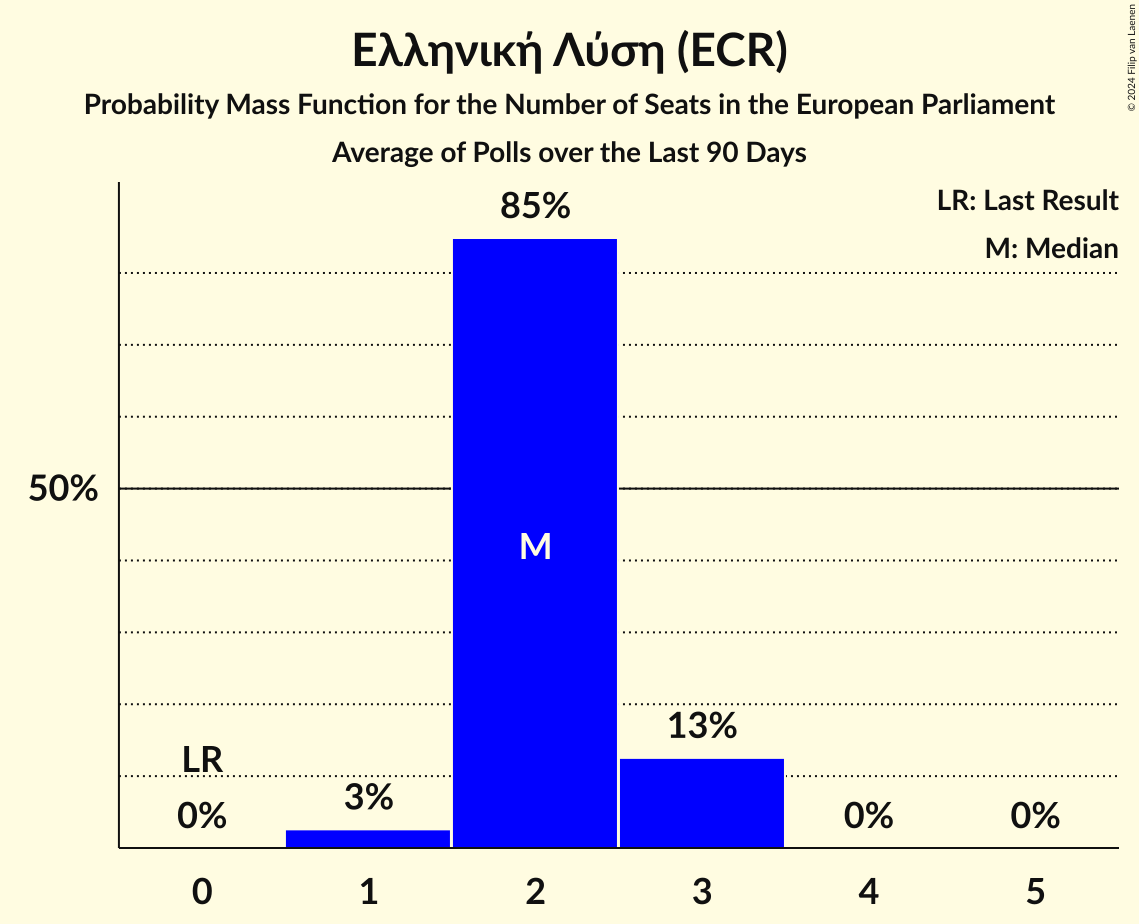 Ελληνική Λύση (ECR)
Probability Mass Function for the Number of Seats in the European Parliament
Average of Polls over the Last 90 Days
© 2024 Filip van Laenen
LR: Last Result
M: Median
85%
50%
M
13%
LR
3%
0%
0%
0%
0
1
2
3
4
5